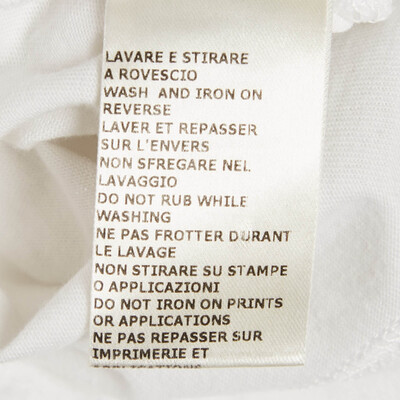 LAVARE E STIRARE
A ROVESCIO
WASH AND IRON ON
REVERSE
LAVER ET REPASSER
SUR L'ENVERS
NON SFREGARE NEL
LAVAGGIO
DO NOT RUB WHILE
WASHING
NE PAS FROTTER DURANT
LE LAVAGE
NON STIRARE SU STAMPE
O APPLICAZIONI
DO NOT IRON ON PRINTS
OR APPLICATIONS
NE PAS REPASSER SUR
IMPRIMERIE ET
APPLICATIONS